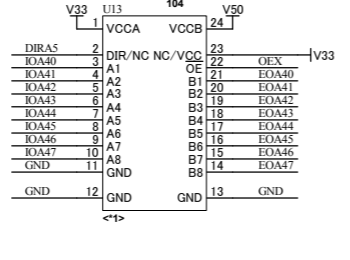 104
V33 U13 V50
1 VCCA VCCB 24
DIRA5 2 DIR/NC NC/VCC 23 V33
IOA40 3 A1 OE 22 OEX
IOA41 4 A2 B1 21 EOA40
IOA42 5 A3 B2 20 EOA41
IOA43 6 A4 B3 19 EOA42
IOA44 7 A5 B4 18 EOA43
IOA45 8 A6 B5 17 EOA44
IOA46 9 A7 B6 16 EOA45
IOA47 10 A8 B7 15 EOA46
GND 11 GND B8 14 EOA47
GND 12 GND GND 13 GND
<*1>